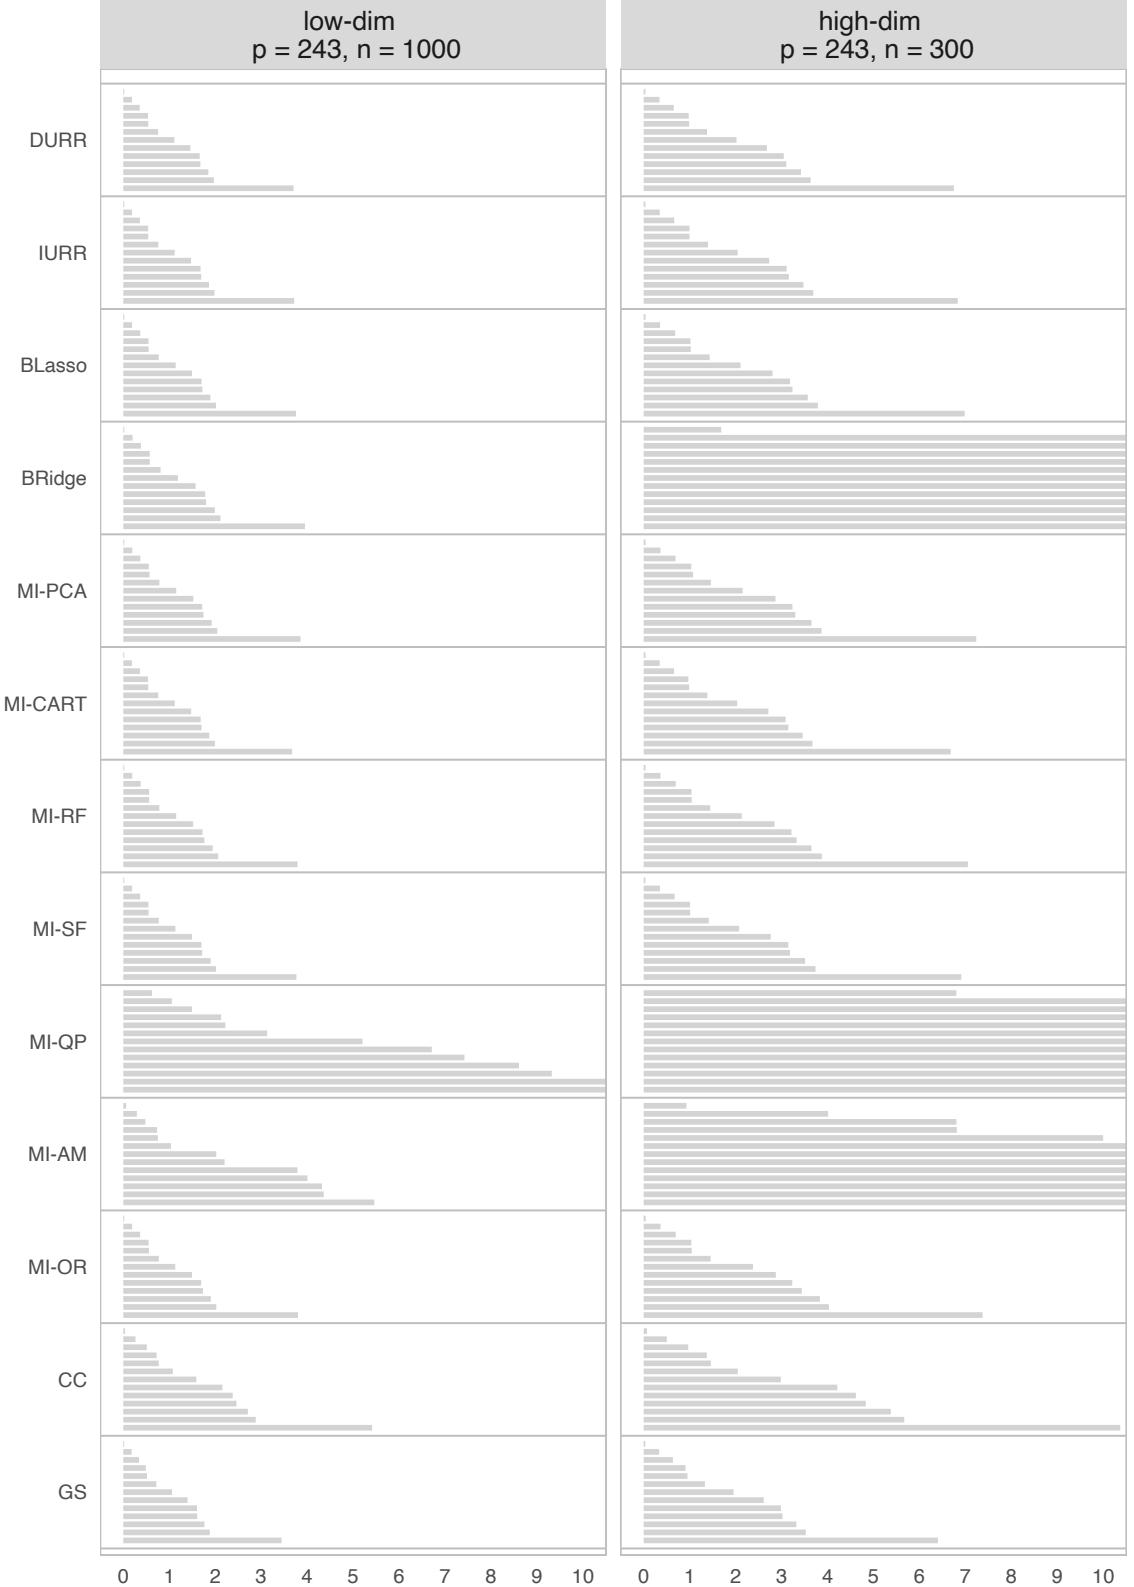 low-dim
p = 243, n = 1000
high-dim
p = 243, n = 300
DURR
IURR
BLasso
BRidge
MI-PCA
MI-CART
MI-RF
MI-SF
MI-QP
MI-AM
MI-OR
CC
GS
0 1 2 3 4 5 6 7 8 9 10
0 1 2 3 4 5 6 7 8 9 10